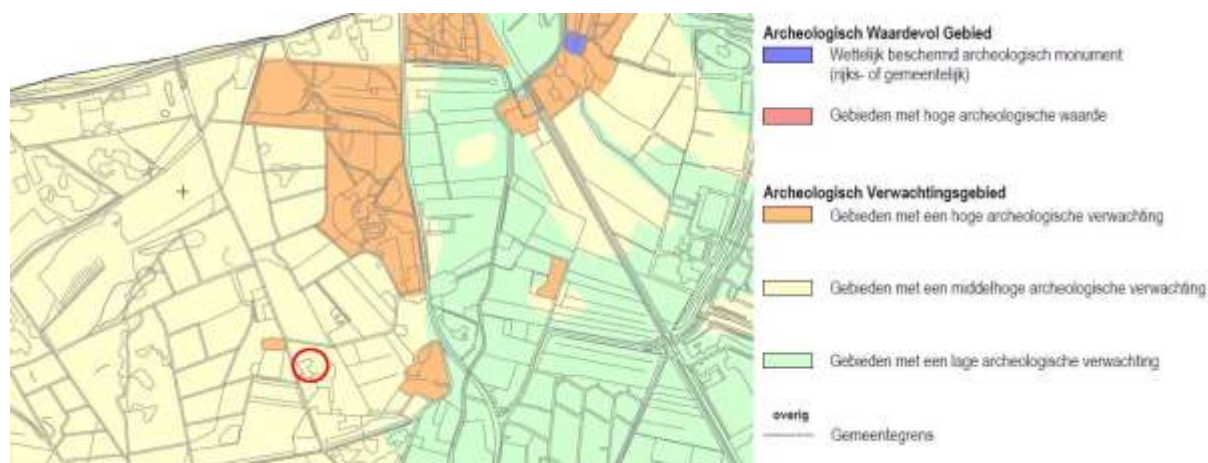 Archeologisch Waardevol Gebied
Wettelijk beschermd archeologisch monument
(rijks- of gemeentelijk)
Gebieden met hoge archeologische waarde
Archeologisch Verwachtingsgebied
Gebieden met een hoge archeologische verwachting
Gebieden met een middelhoge archeologische verwachting
Gebieden met een lage archeologische verwachting
overig
Gemeentegrens